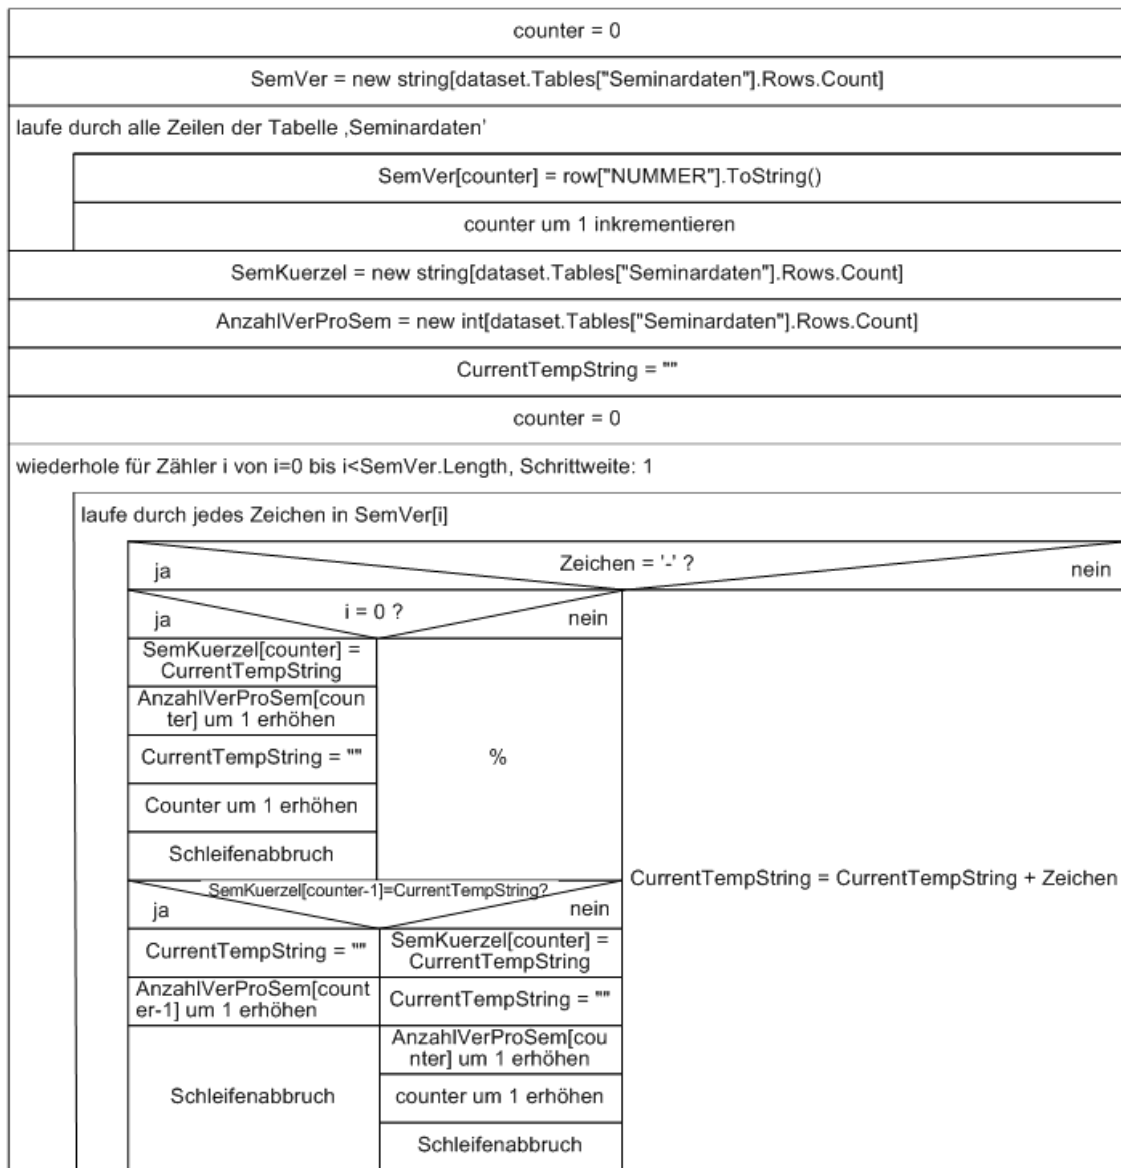 counter = 0
SemVer = new string[dataset.Tables["Seminardaten"].Rows.Count]
laufe durch alle Zeilen der Tabelle ‚Seminardaten’
SemVer[counter] = row["NUMMER"].ToString()
counter um 1 inkrementieren
SemKuerzel = new string[dataset.Tables["Seminardaten"].Rows.Count]
AnzahlVerProSem = new int[dataset.Tables["Seminardaten"].Rows.Count]
CurrentTempString = ""
counter = 0
wiederhole für Zähler i von i=0 bis i<SemVer.Length, Schrittweite: 1
laufe durch jedes Zeichen in SemVer[i]
Zeichen = '-' ?
ja
nein
i = 0 ?
ja
nein
SemKuerzel[counter] =
CurrentTempString
AnzahlVerProSem[coun
ter] um 1 erhöhen
CurrentTempString = ""
Counter um 1 erhöhen
Schleifenabbruch
%
SemKuerzel[counter-1]=CurrentTempString?
ja
nein
CurrentTempString = ""
AnzahlVerProSem[count
er-1] um 1 erhöhen
Schleifenabbruch
SemKuerzel[counter] =
CurrentTempString
CurrentTempString = ""
AnzahlVerProSem[cou
nter] um 1 erhöhen
counter um 1 erhöhen
Schleifenabbruch
CurrentTempString = CurrentTempString + Zeichen